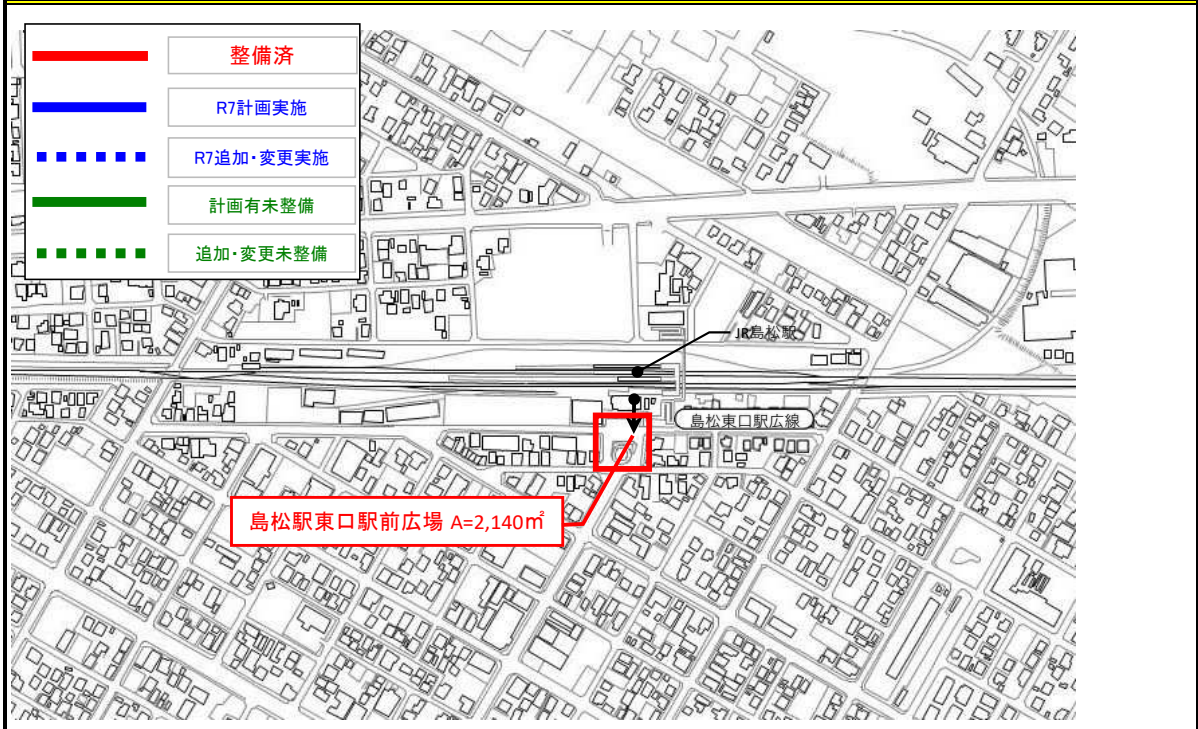 整備済
R7計画実施
R7追加・変更実施
計画有未整備
追加・変更未整備
JR島松駅
島松東口駅広線
島松駅東口駅前広場 A=2,140㎡